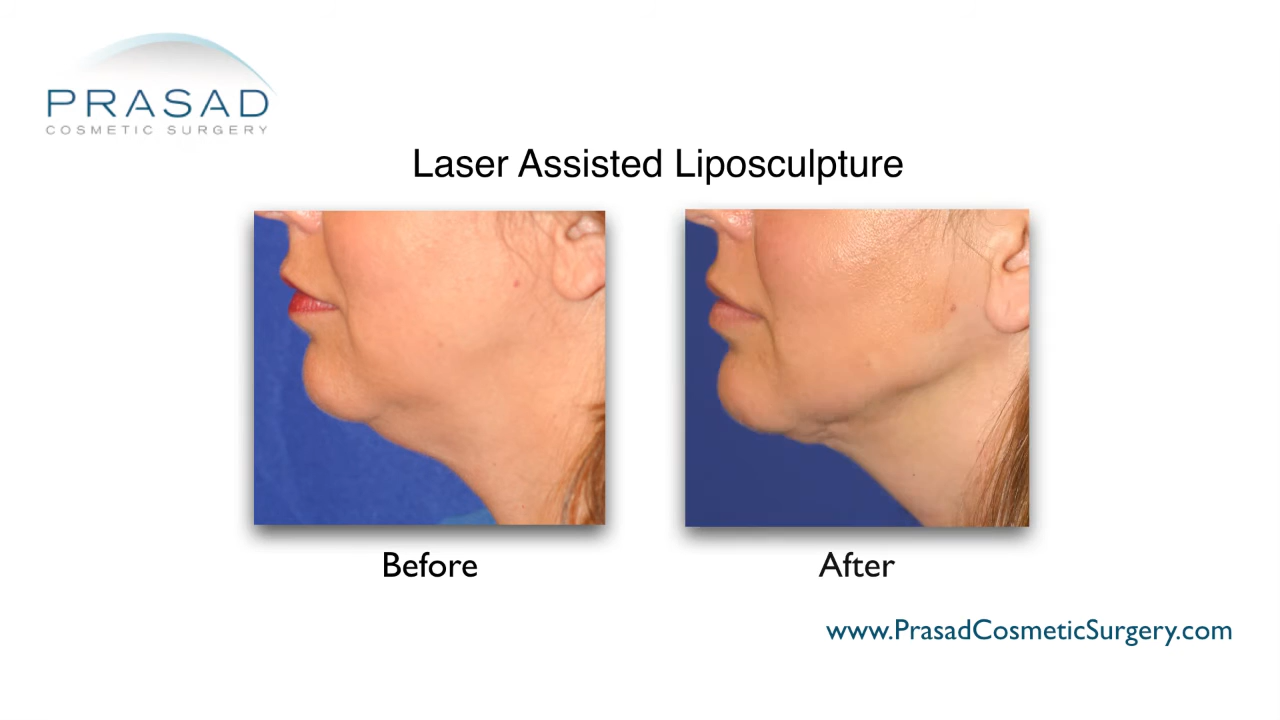 PRASAD
COSMETIC SURGERY
Laser Assisted Liposculpture
Before
After
www.PrasadCosmeticSurgery.com